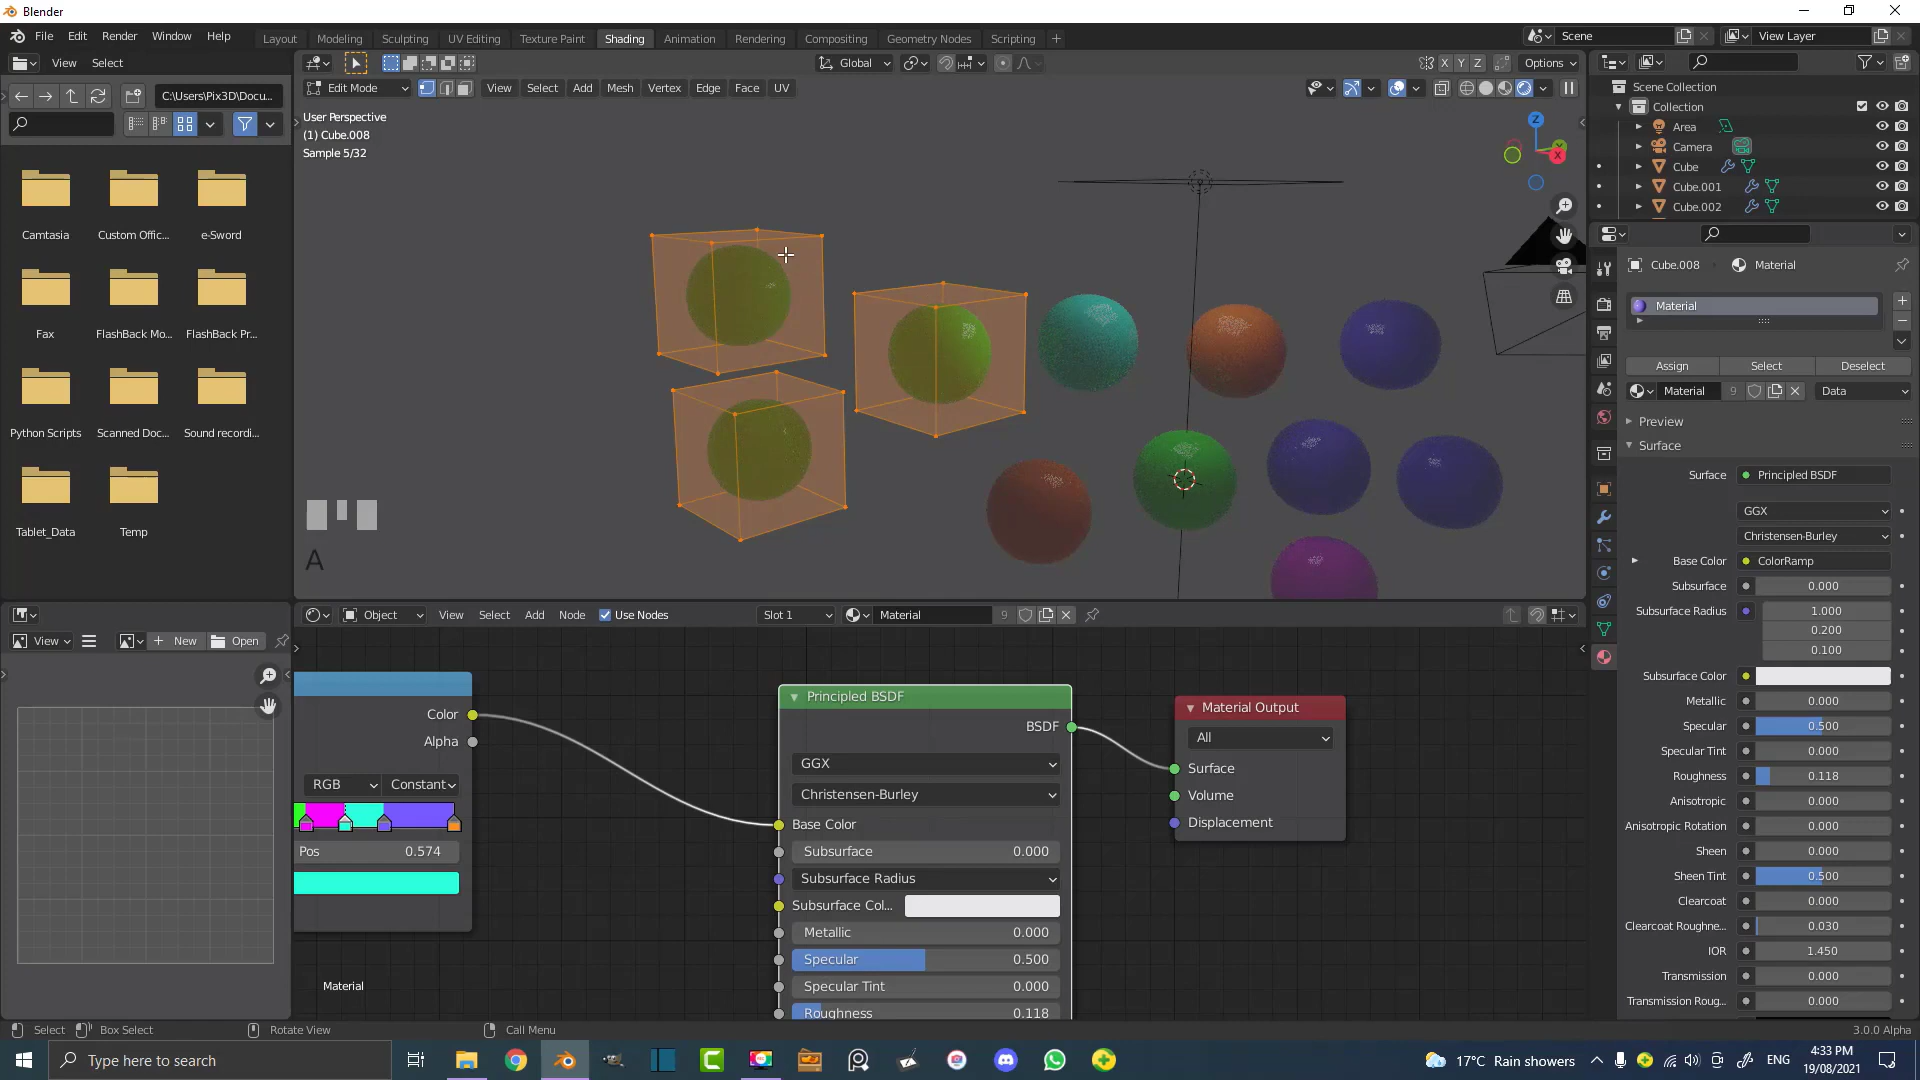 Blender
File Edit Render Window Help
Layout Modeling Sculpting UV Editing Texture Paint Shading Animation Rendering Compositing Geometry Nodes Scripting
Scene
View Layer
View Select
Global
X Y Z
Options
C:\Users\Pix3D\Docu...
Edit Mode
View Select Add Mesh Vertex Edge Face UV
User Perspective
(1) Cube.008
Sample 5/32
Z
X
Camtasia
Custom Offic...
e-Sword
Fax
FlashBack Mo...
FlashBack Pr...
Python Scripts
Scanned Doc...
Sound recordi...
Tablet_Data
Temp
A
Scene Collection
Collection
Area
Camera
Cube
Cube.001
Cube.002
Cube.008 Material
Material
Assign Select Deselect
Material 9 Data
Preview
Surface
Surface Principled BSDF
GGX
Christensen-Burley
Base Color ColorRamp
Subsurface 0.000
Subsurface Radius 1.000
0.200
0.100
Subsurface Color
Metallic 0.000
Specular 0.500
Specular Tint 0.000
Roughness 0.118
Anisotropic 0.000
Anisotropic Rotation 0.000
Sheen 0.000
Sheen Tint 0.500
Clearcoat 0.000
Clearcoat Roughne... 0.030
IOR 1.450
Transmission 0.000
Transmission Roug... 0.000
Object View Select Add Node Use Nodes Slot 1 Material 9
View New Open
Color
Alpha
RGB Constant
Pos 0.574
Material
Principled BSDF
BSDF
GGX
Christensen-Burley
Base Color
Subsurface 0.000
Subsurface Radius
Subsurface Col...
Metallic 0.000
Specular 0.500
Specular Tint 0.000
Roughness 0.118
Material Output
All
Surface
Volume
Displacement
Select Box Select Rotate View Call Menu 3.0.0 Alpha
Type here to search
17°C Rain showers
ENG
4:33 PM
19/08/2021